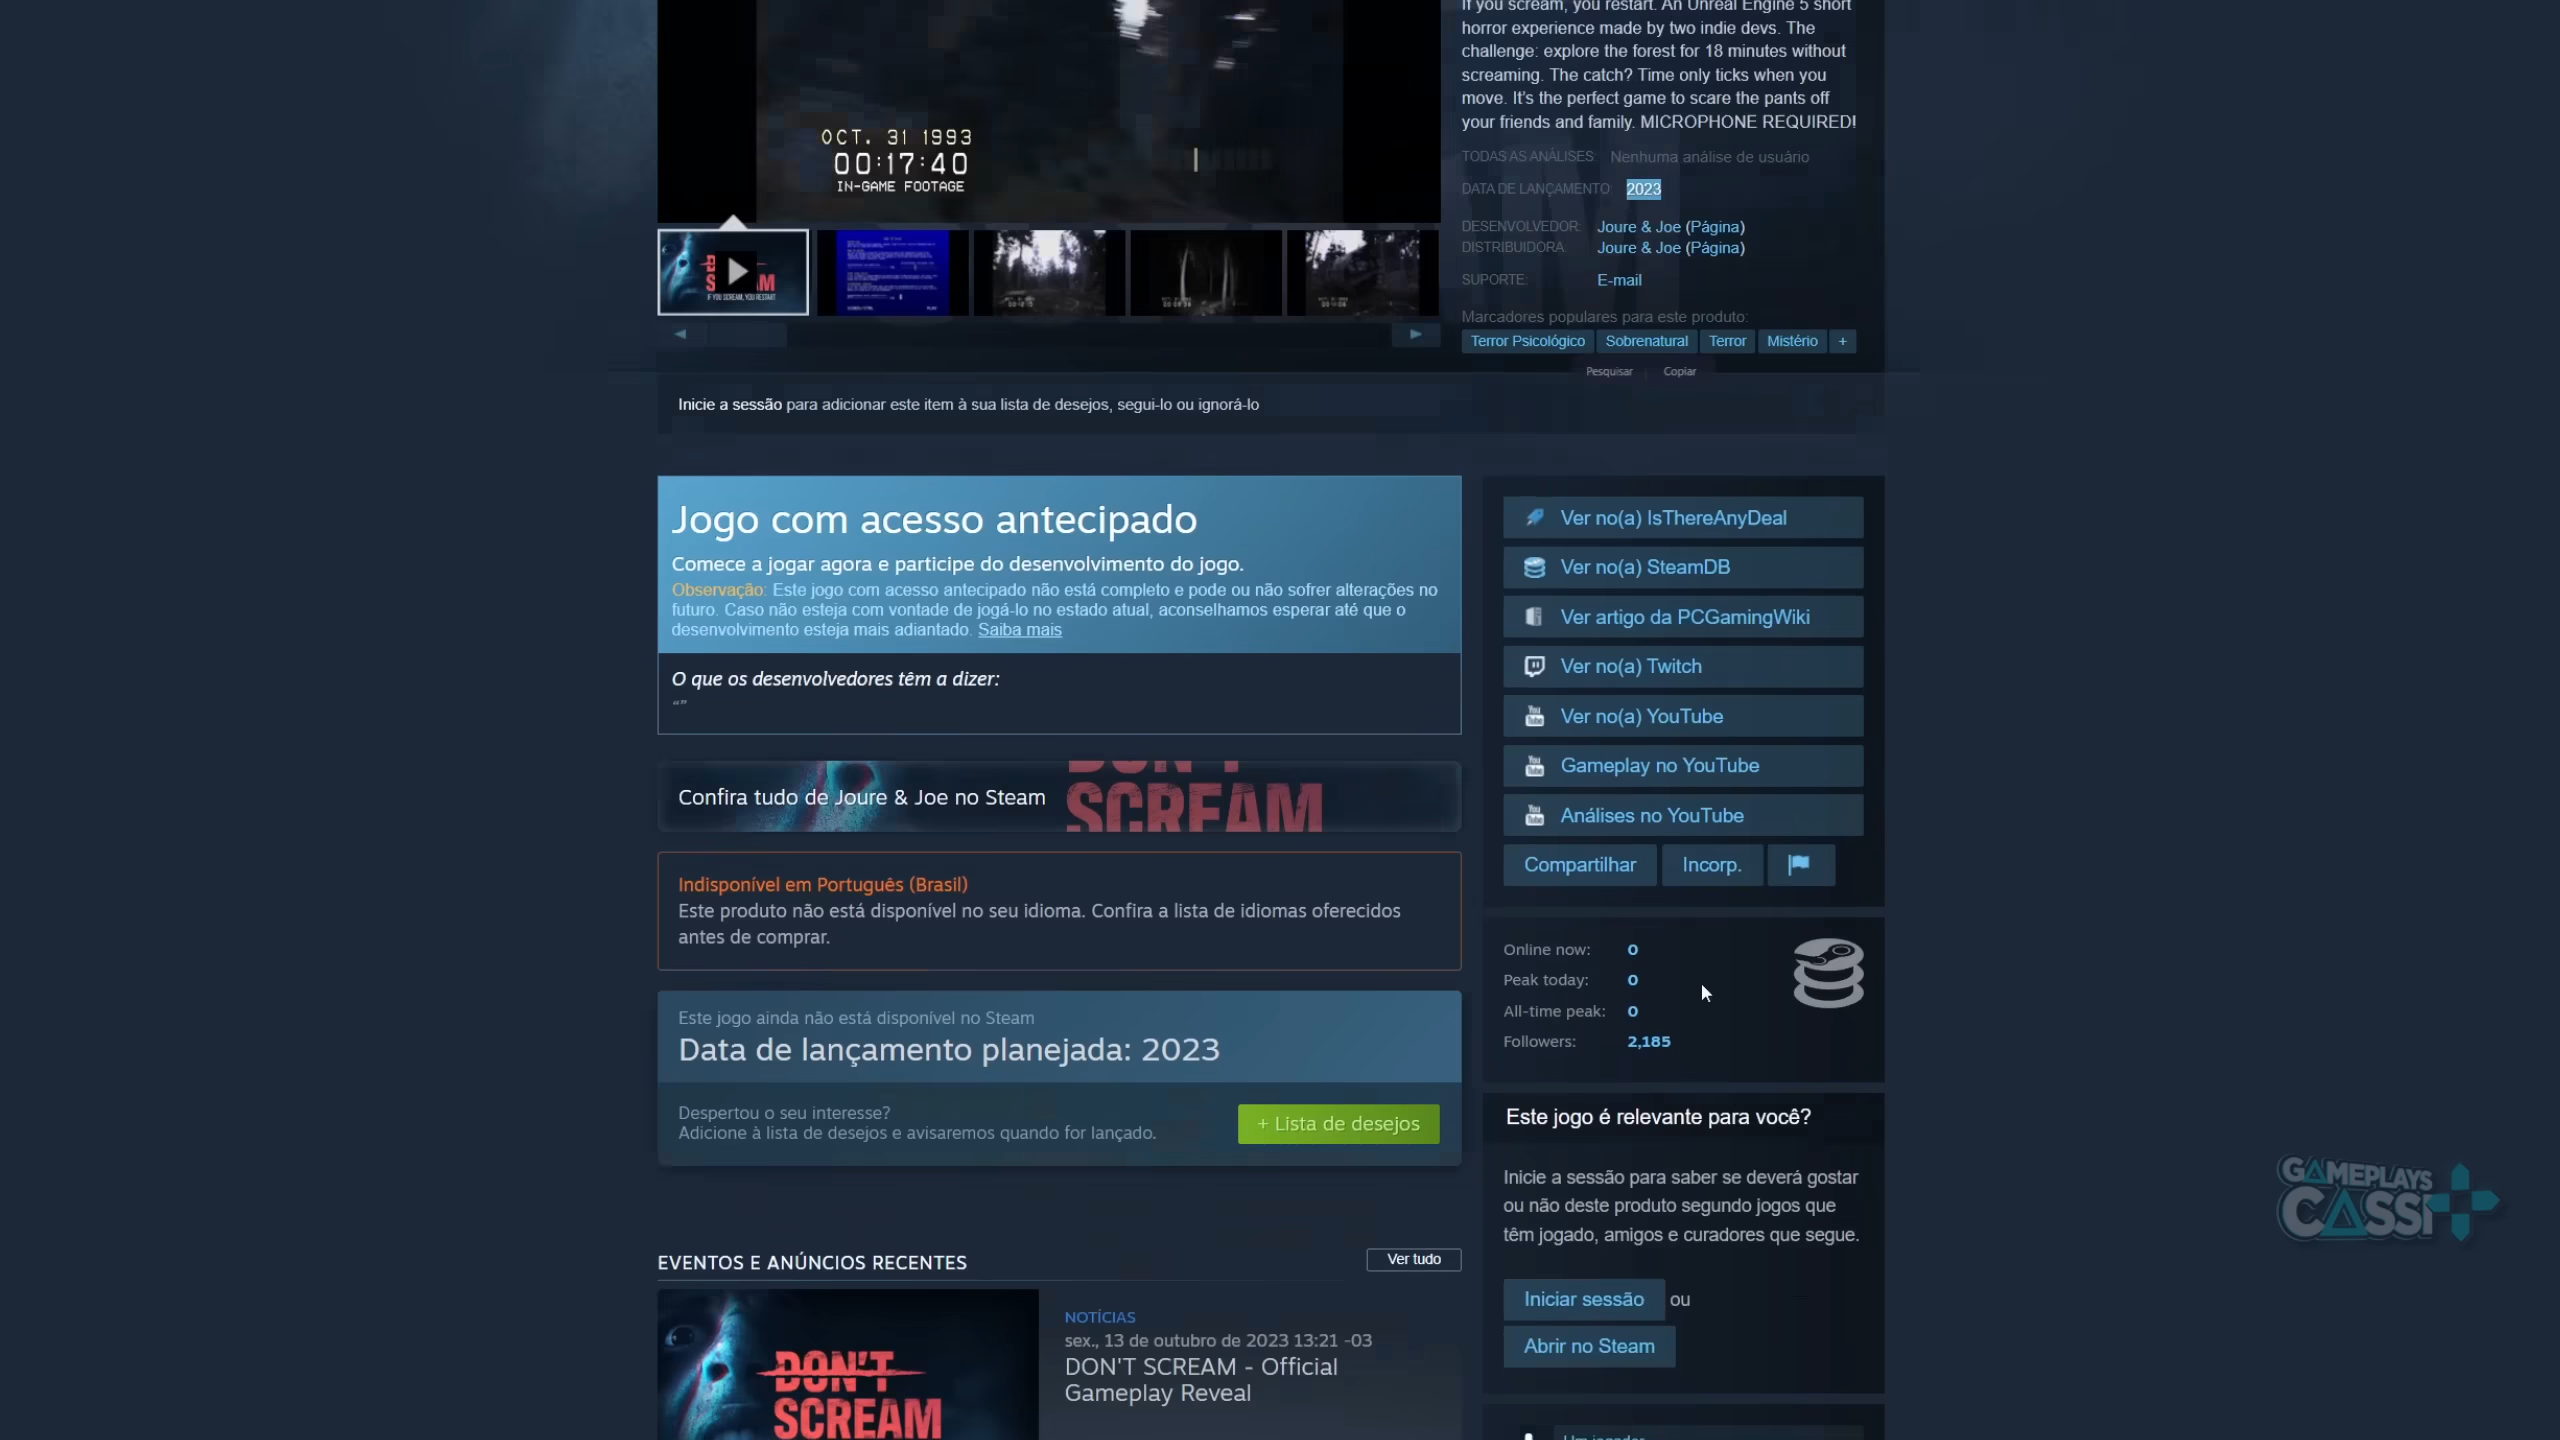 If you scream, you restart. An Unreal Engine 5 short
horror experience made by two indie devs. The
challenge: explore the forest for 18 minutes without
screaming. The catch? Time only ticks when you
move. It's the perfect game to scare the pants off
your friends and family. MICROPHONE REQUIRED!
OCT. 31 1993
00:17:40
IN-GAME FOOTAGE
TODAS AS ANÁLISES: Nenhuma análise de usuário
DATA DE LANÇAMENTO: 2023
DESENVOLVEDOR: Joure & Joe (Página)
DISTRIBUIDORA: Joure & Joe (Página)
SUPORTE: E-mail
IF YOU SCREAM, YOU RESTART
Marcadores populares para este produto:
Terror Psicológico Sobrenatural Terror Mistério +
Pesquisar Copiar
Inicie a sessão para adicionar este item à sua lista de desejos, segui-lo ou ignorá-lo
Jogo com acesso antecipado
Comece a jogar agora e participe do desenvolvimento do jogo.
Observação: Este jogo com acesso antecipado não está completo e pode ou não sofrer alterações no
futuro. Caso não esteja com vontade de jogá-lo no estado atual, aconselhamos esperar até que o
desenvolvimento esteja mais adiantado. Saiba mais
O que os desenvolvedores têm a dizer:
“”
Confira tudo de Joure & Joe no Steam
DON'T
SCREAM
Indisponível em Português (Brasil)
Este produto não está disponível no seu idioma. Confira a lista de idiomas oferecidos
antes de comprar.
Este jogo ainda não está disponível no Steam
Data de lançamento planejada: 2023
Despertou o seu interesse?
Adicione à lista de desejos e avisaremos quando for lançado.
+ Lista de desejos
EVENTOS E ANÚNCIOS RECENTES
Ver tudo
DON'T
SCREAM
NOTÍCIAS
sex., 13 de outubro de 2023 13:21 -03
DON'T SCREAM - Official
Gameplay Reveal
Ver no(a) IsThereAnyDeal
Ver no(a) SteamDB
Ver artigo da PCGamingWiki
Ver no(a) Twitch
Ver no(a) YouTube
Gameplay no YouTube
Análises no YouTube
Compartilhar Incorp.
Online now: 0
Peak today: 0
All-time peak: 0
Followers: 2,185
Este jogo é relevante para você?
Inicie a sessão para saber se deverá gostar
ou não deste produto segundo jogos que
têm jogado, amigos e curadores que segue.
Iniciar sessão ou
Abrir no Steam
GAMEPLAYS
CASSI